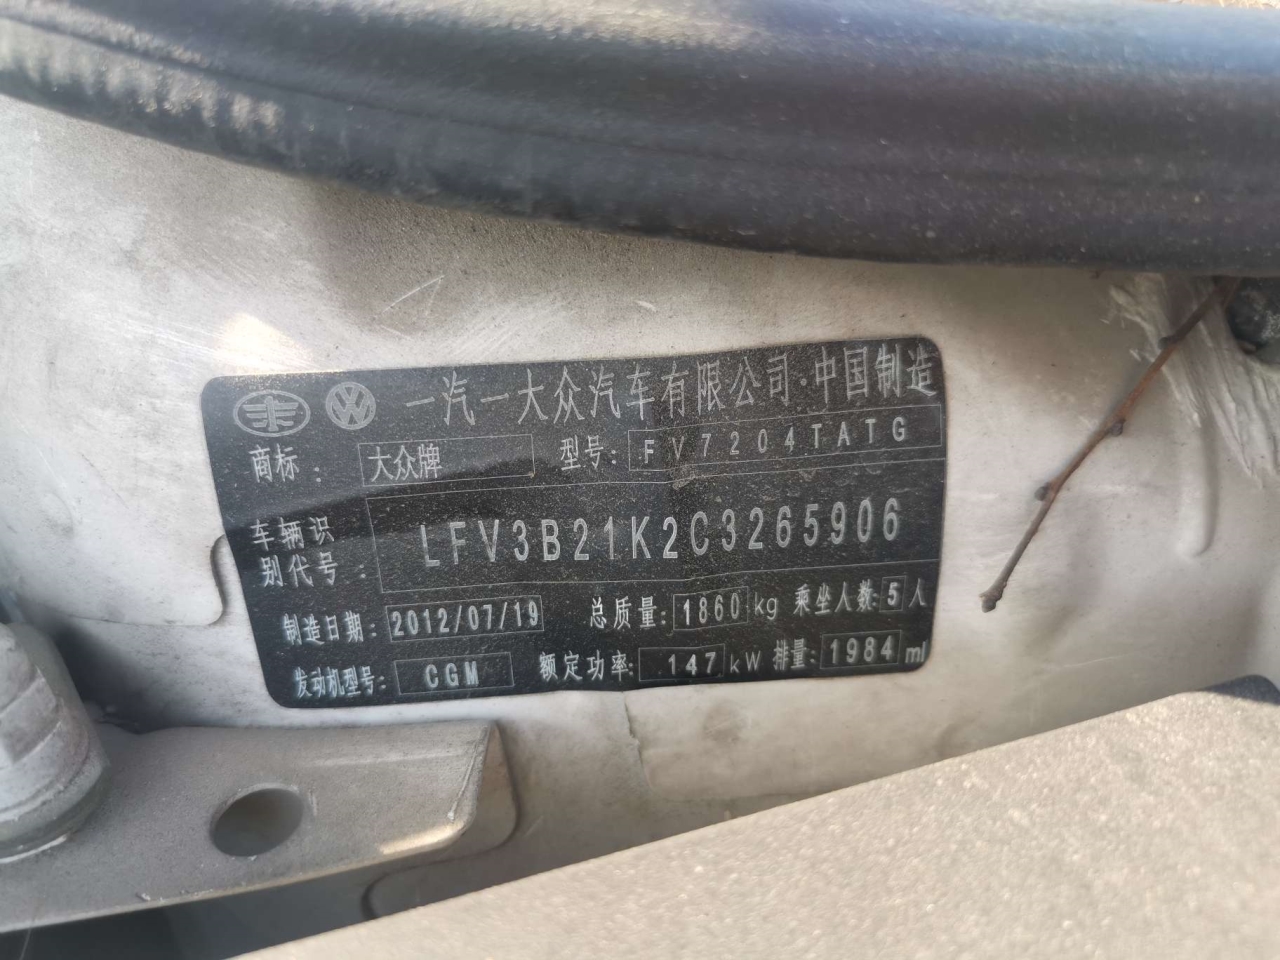 一汽一大众汽车有限公司·中国制造
商标: 大众牌 型号: FV7204TATG
车辆识别代号: LFV3B21K2C3265906
制造日期: 2012/07/19 总质量: 1860 kg 乘坐人数: 5 人
发动机型号: CGM 额定功率: 147 kW 排量: 1984 ml